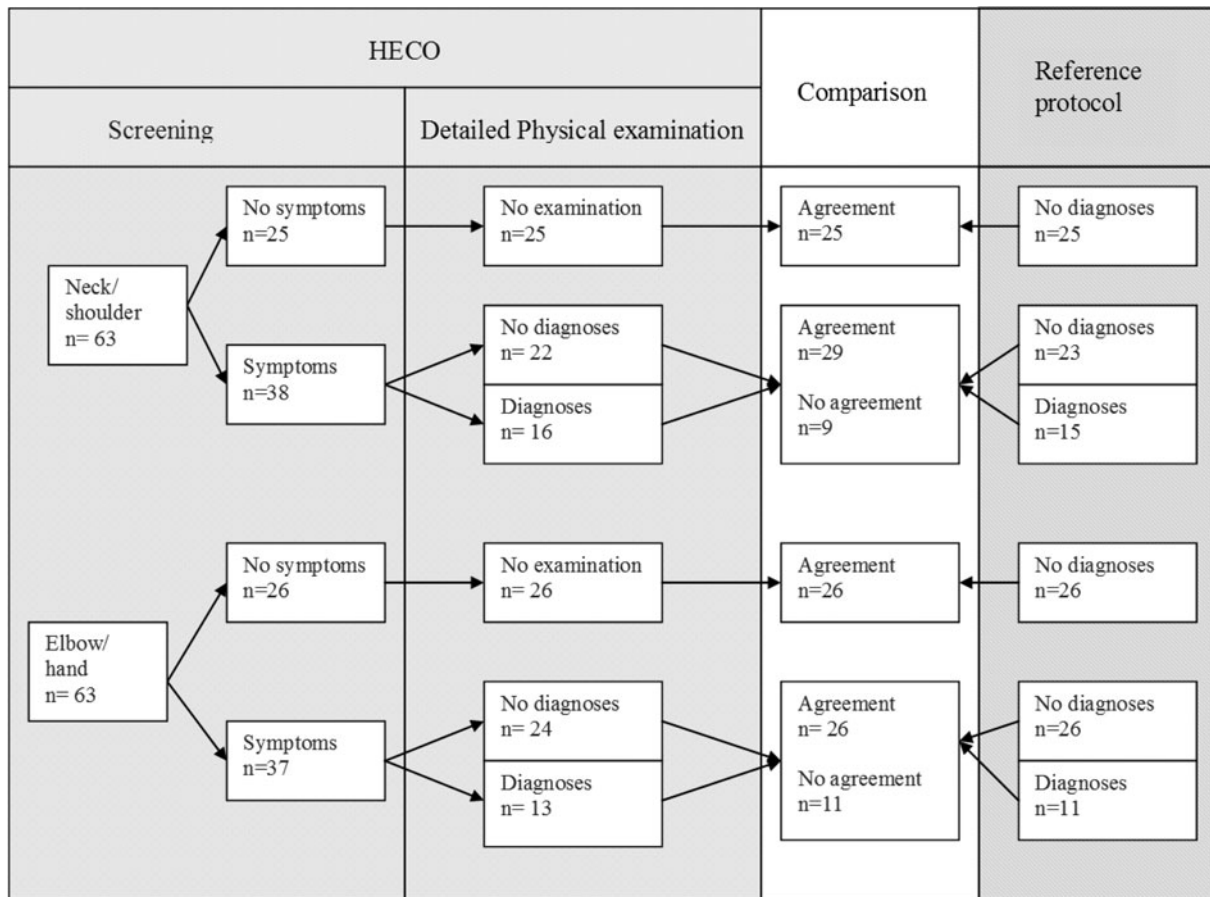 HECO
Comparison
Reference
protocol
Screening
Detailed Physical examination
No symptoms
n=25
No examination
n=25
Agreement
n=25
No diagnoses
n=25
Neck/
shoulder
n= 63
Symptoms
n=38
No diagnoses
n= 22
Diagnoses
n= 16
Agreement
n=29
No agreement
n=9
No diagnoses
n=23
Diagnoses
n=15
No symptoms
n=26
No examination
n= 26
Agreement
n=26
No diagnoses
n=26
Elbow/
hand
n= 63
Symptoms
n=37
No diagnoses
n= 24
Diagnoses
n= 13
Agreement
n= 26
No agreement
n=11
No diagnoses
n=26
Diagnoses
n=11